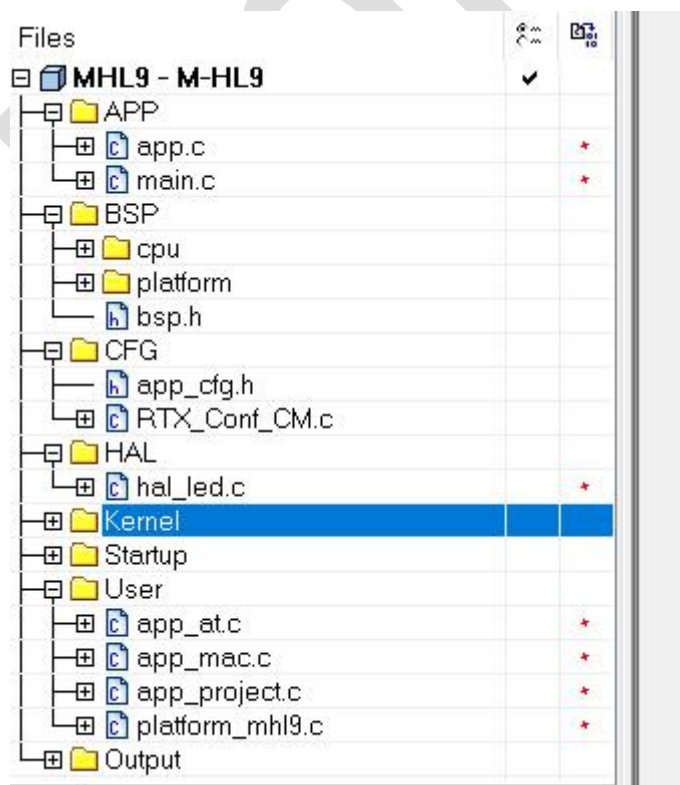 Files
MHL9 - M-HL9
APP
app.c
main.c
BSP
cpu
platform
bsp.h
CFG
app_cfg.h
RTX_Conf_CM.c
HAL
hal_led.c
Kernel
Startup
User
app_at.c
app_mac.c
app_project.c
platform_mhl9.c
Output